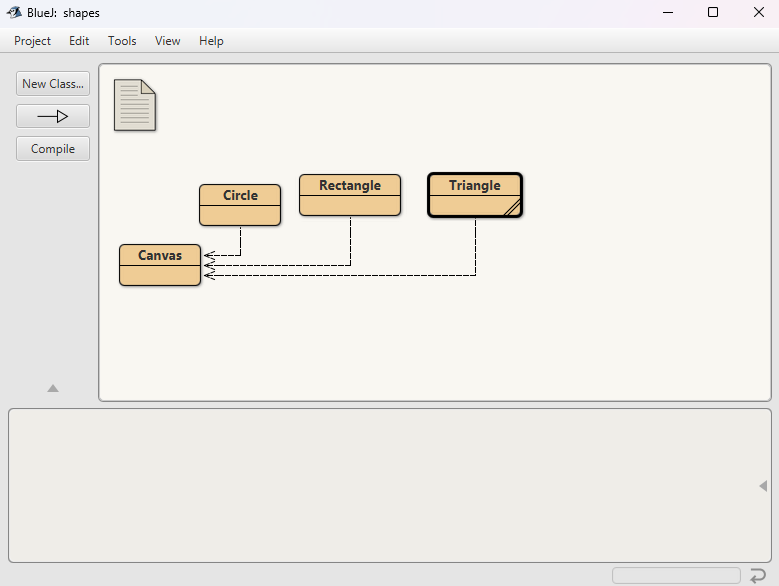 BlueJ: shapes
Project Edit Tools View Help
New Class...
Compile
Circle
Rectangle
Triangle
Canvas